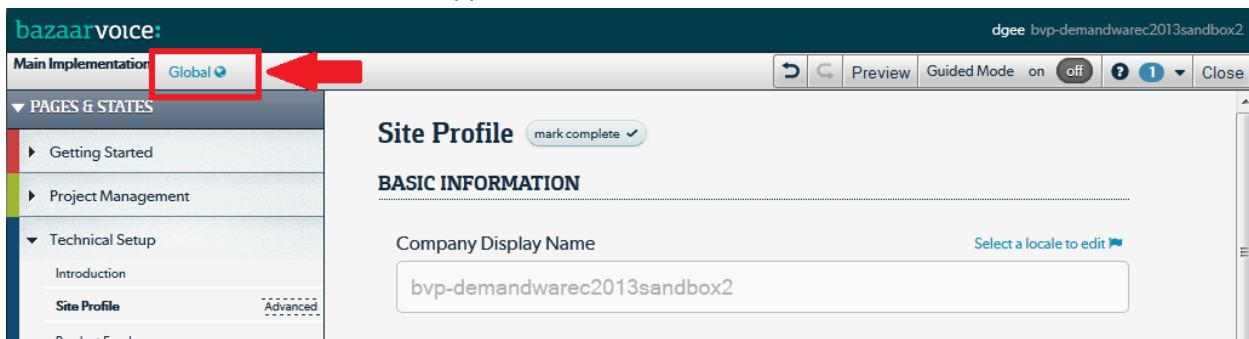 bazaarvoice:
dgee bvp-demandwarec2013sandbox2
Main Implementation Global
Preview Guided Mode on off ? 1 Close
PAGES & STATES
Site Profile mark complete
Getting Started
BASIC INFORMATION
Project Management
Technical Setup
Company Display Name Select a locale to edit
Introduction
bvp-demandwarec2013sandbox2
Site Profile Advanced